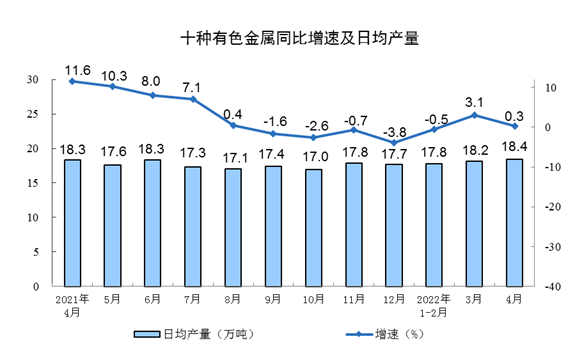 十种有色金属同比增速及日均产量
11.6 10.3 8.0 7.1 0.4 -1.6 -2.6 -0.7 -3.8 -0.5 3.1 0.3
30 10
25 0
20 -10
15 -20
10 -30
5
0 -40
18.3 17.6 18.3 17.3 17.1 17.4 17.0 17.8 17.7 17.8 18.2 18.4
2021年 5月 6月 7月 8月 9月 10月 11月 12月 2022年 3月 4月
4月 1-2月
日均产量（万吨） 增速（%）